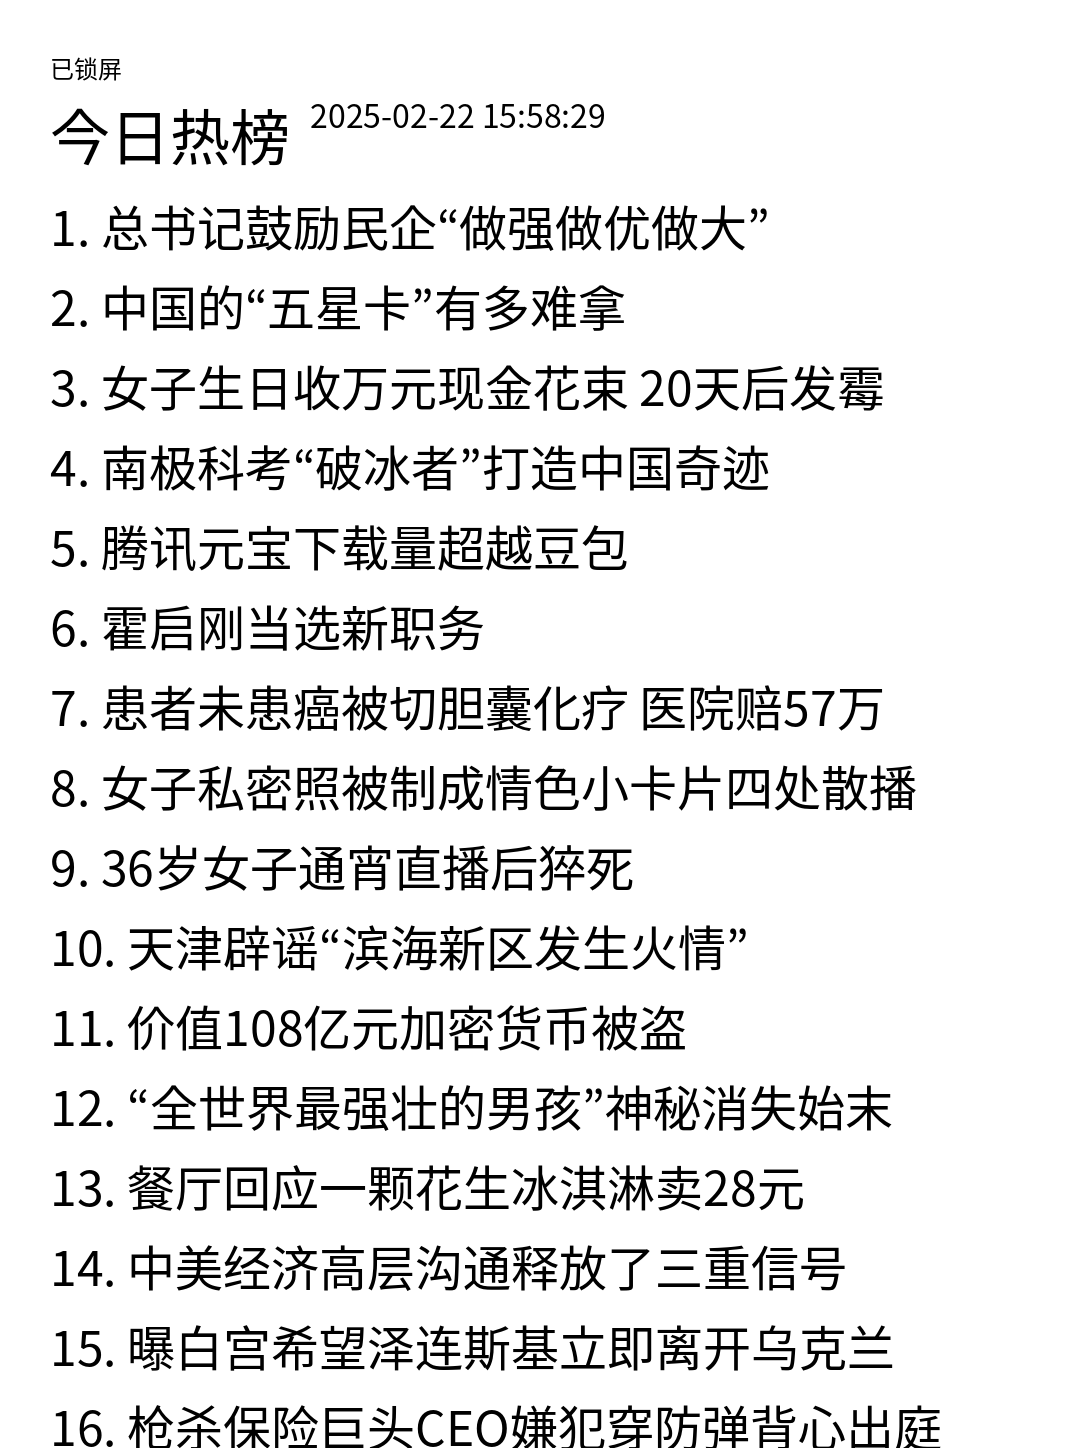 已锁屏
今日热榜 2025-02-22 15:58:29
1. 总书记鼓励民企“做强做优做大”
2. 中国的“五星卡”有多难拿
3. 女子生日收万元现金花束 20天后发霉
4. 南极科考“破冰者”打造中国奇迹
5. 腾讯元宝下载量超越豆包
6. 霍启刚当选新职务
7. 患者未患癌被切胆囊化疗 医院赔57万
8. 女子私密照被制成情色小卡片四处散播
9. 36岁女子通宵直播后猝死
10. 天津辟谣“滨海新区发生火情”
11. 价值108亿元加密货币被盗
12. “全世界最强壮的男孩”神秘消失始末
13. 餐厅回应一颗花生冰淇淋卖28元
14. 中美经济高层沟通释放了三重信号
15. 曝白宫希望泽连斯基立即离开乌克兰
16. 枪杀保险巨头CEO嫌犯穿防弹背心出庭